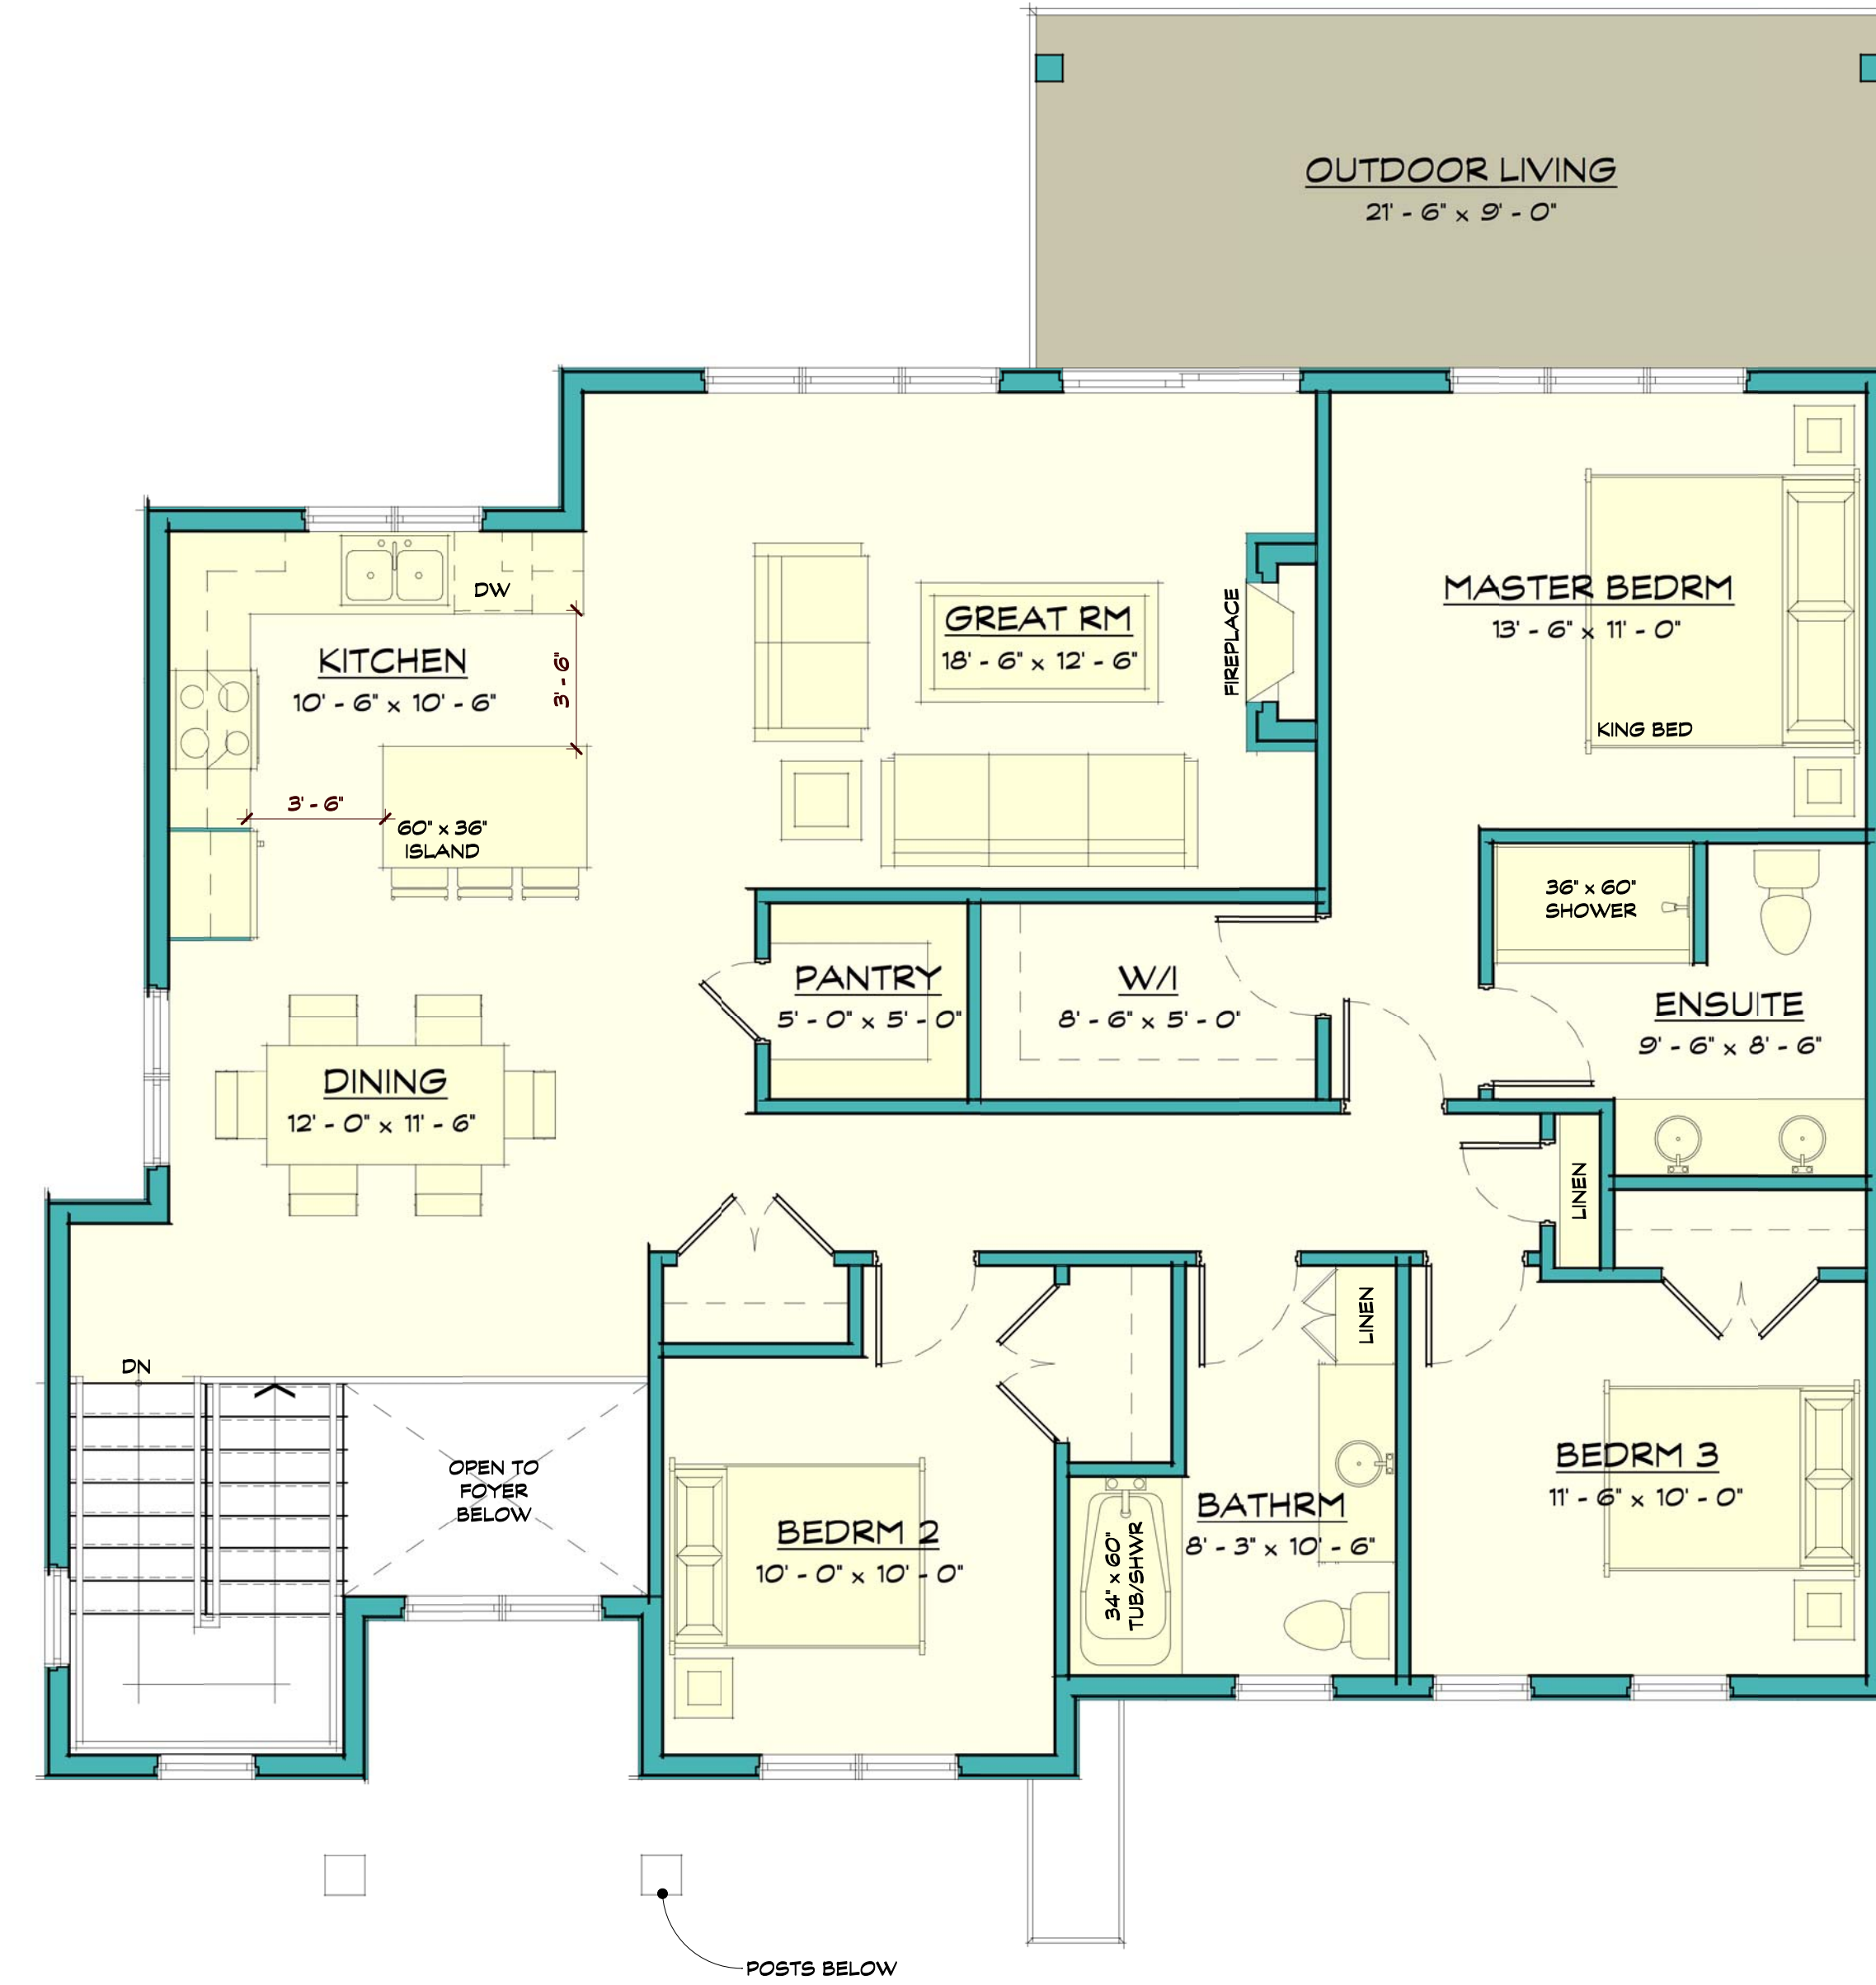 OUTDOOR LIVING
21' - 6" x 9' - 0"
DW
KITCHEN
10' - 6" x 10' - 6"
3' - 6"
3' - 6"
60" x 36"
ISLAND
GREAT RM
18' - 6" x 12' - 6"
FIREPLACE
MASTER BEDRM
13' - 6" x 11' - 0"
KING BED
36" x 60"
SHOWER
PANTRY
5' - 0" x 5' - 0"
W/I
8' - 6" x 5' - 0"
ENSUITE
9' - 6" x 8' - 6"
DINING
12' - 0" x 11' - 6"
LINEN
LINEN
DN
OPEN TO
FOYER
BELOW
BEDRM 2
10' - 0" x 10' - 0"
34" x 60"
TUB/SHWR
BATHRM
8' - 3" x 10' - 6"
BEDRM 3
11' - 6" x 10' - 0"
POSTS BELOW